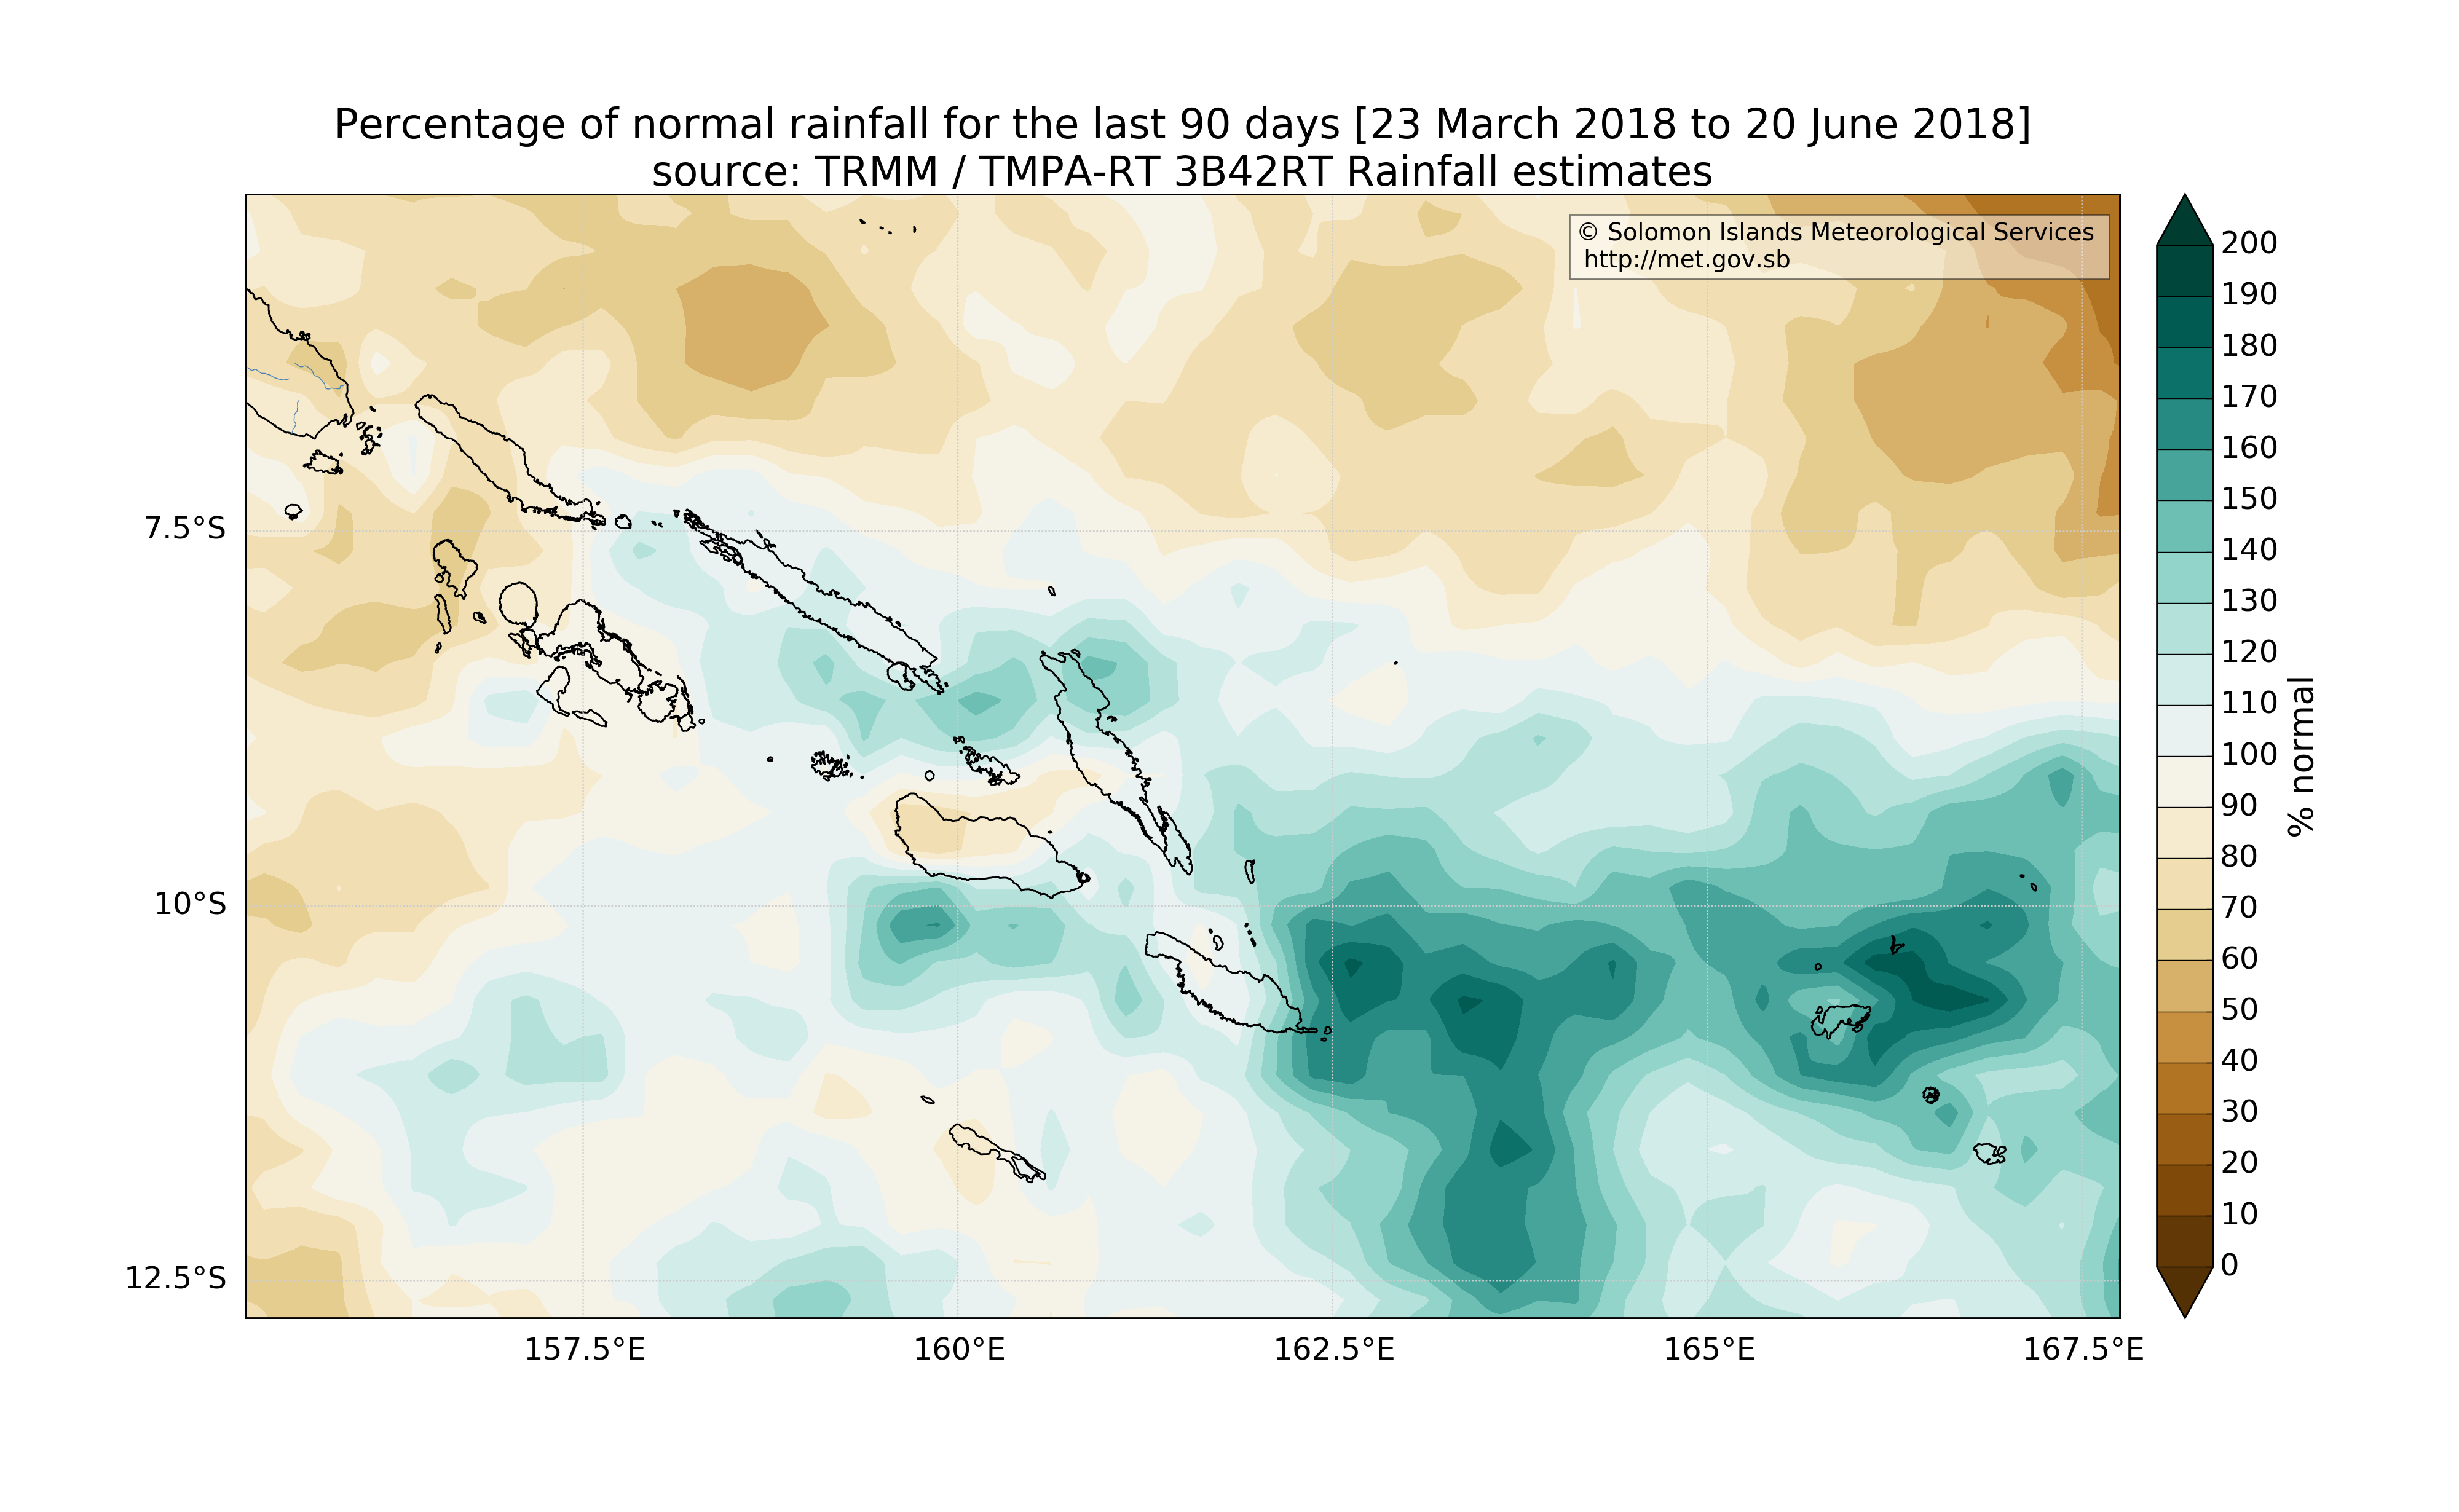 Percentage of normal rainfall for the last 90 days [23 March 2018 to 20 June 2018]
source: TRMM / TMPA-RT 3B42RT Rainfall estimates
© Solomon Islands Meteorological Services
http://met.gov.sb
7.5°S
10°S
12.5°S
157.5°E
160°E
162.5°E
165°E
167.5°E
200
190
180
170
160
150
140
130
120
110
100
90
80
70
60
50
40
30
20
10
0
% normal